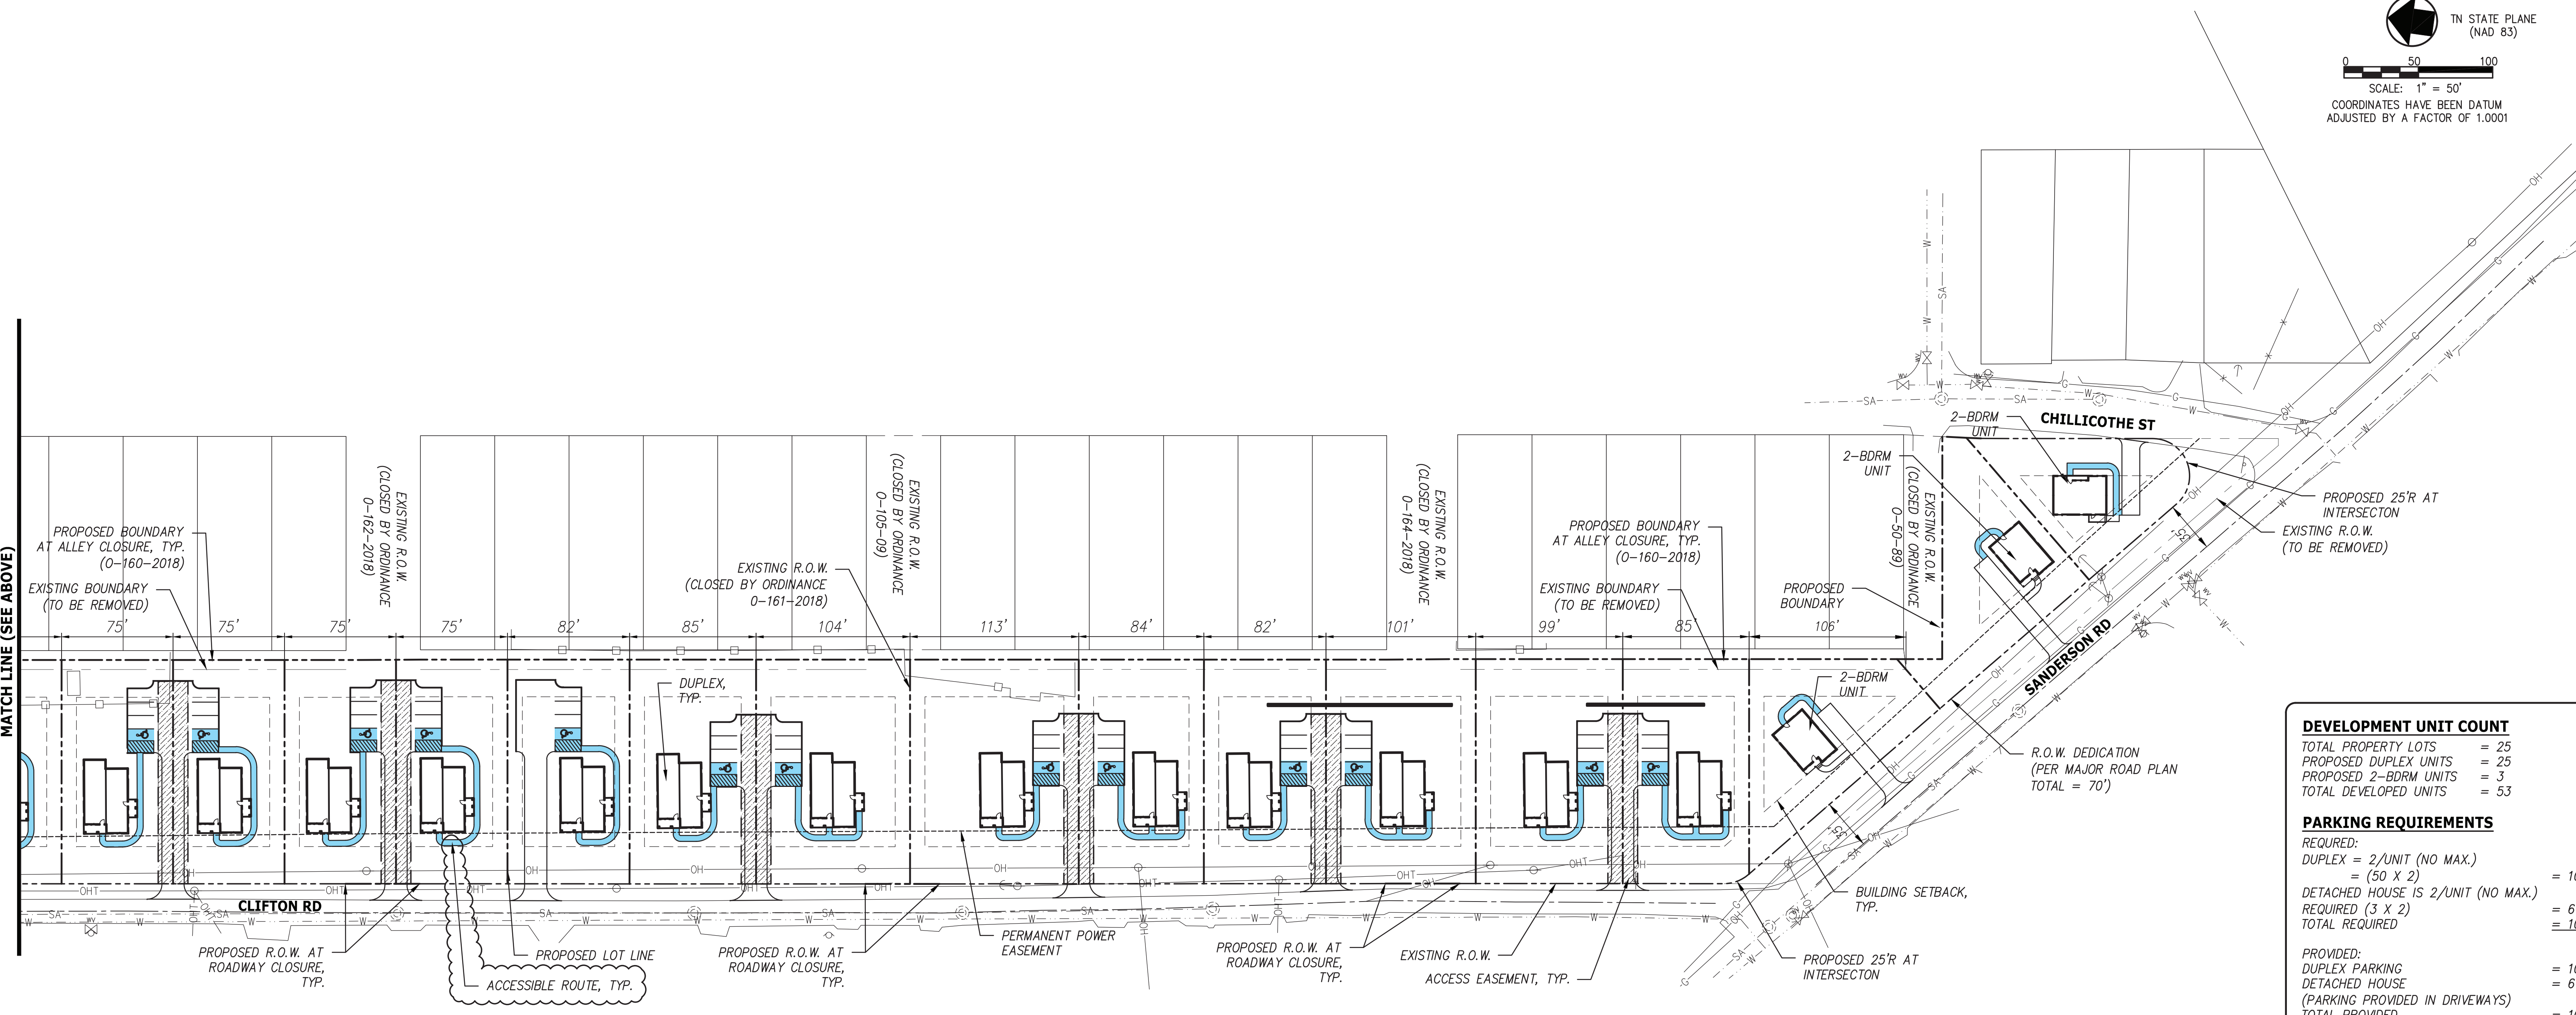 TN STATE PLANE
(NAD 83)
0 50 100
SCALE: 1" = 50'
COORDINATES HAVE BEEN DATUM
ADJUSTED BY A FACTOR OF 1.0001
MATCH LINE (SEE ABOVE)
PROPOSED BOUNDARY
AT ALLEY CLOSURE, TYP.
(O-160-2018)
EXISTING BOUNDARY
(TO BE REMOVED)
EXISTING R.O.W.
(CLOSED BY ORDINANCE
O-162-2018)
EXISTING R.O.W.
(CLOSED BY ORDINANCE
O-161-2018)
EXISTING R.O.W.
(CLOSED BY ORDINANCE
O-105-09)
EXISTING R.O.W.
(CLOSED BY ORDINANCE
O-164-2018)
PROPOSED BOUNDARY
AT ALLEY CLOSURE, TYP.
(O-160-2018)
EXISTING BOUNDARY
(TO BE REMOVED)
PROPOSED
BOUNDARY
EXISTING R.O.W.
(CLOSED BY ORDINANCE
O-50-89)
2-BDRM
UNIT
2-BDRM
UNIT
CHILLICOTHE ST
PROPOSED 25'R AT
INTERSECTON
EXISTING R.O.W.
(TO BE REMOVED)
35'
SANDERSON RD
75' 75' 75' 75' 82' 85' 104' 113' 84' 82' 101' 99' 85' 106'
DUPLEX,
TYP.
2-BDRM
UNIT
R.O.W. DEDICATION
(PER MAJOR ROAD PLAN
TOTAL = 70')
35'
BUILDING SETBACK,
TYP.
CLIFTON RD
PROPOSED R.O.W. AT
ROADWAY CLOSURE,
TYP.
ACCESSIBLE ROUTE, TYP.
PROPOSED LOT LINE
PROPOSED R.O.W. AT
ROADWAY CLOSURE,
TYP.
PERMANENT POWER
EASEMENT
PROPOSED R.O.W. AT
ROADWAY CLOSURE,
TYP.
EXISTING R.O.W.
ACCESS EASEMENT, TYP.
PROPOSED 25'R AT
INTERSECTON
DEVELOPMENT UNIT COUNT
TOTAL PROPERTY LOTS = 25
PROPOSED DUPLEX UNITS = 25
PROPOSED 2-BDRM UNITS = 3
TOTAL DEVELOPED UNITS = 53
PARKING REQUIREMENTS
REQURED:
DUPLEX = 2/UNIT (NO MAX.)
= (50 X 2) = 10
DETACHED HOUSE IS 2/UNIT (NO MAX.)
REQUIRED (3 X 2) = 6
TOTAL REQUIRED = 10
PROVIDED:
DUPLEX PARKING = 10
DETACHED HOUSE = 6
(PARKING PROVIDED IN DRIVEWAYS)
TOTAL PROVIDED